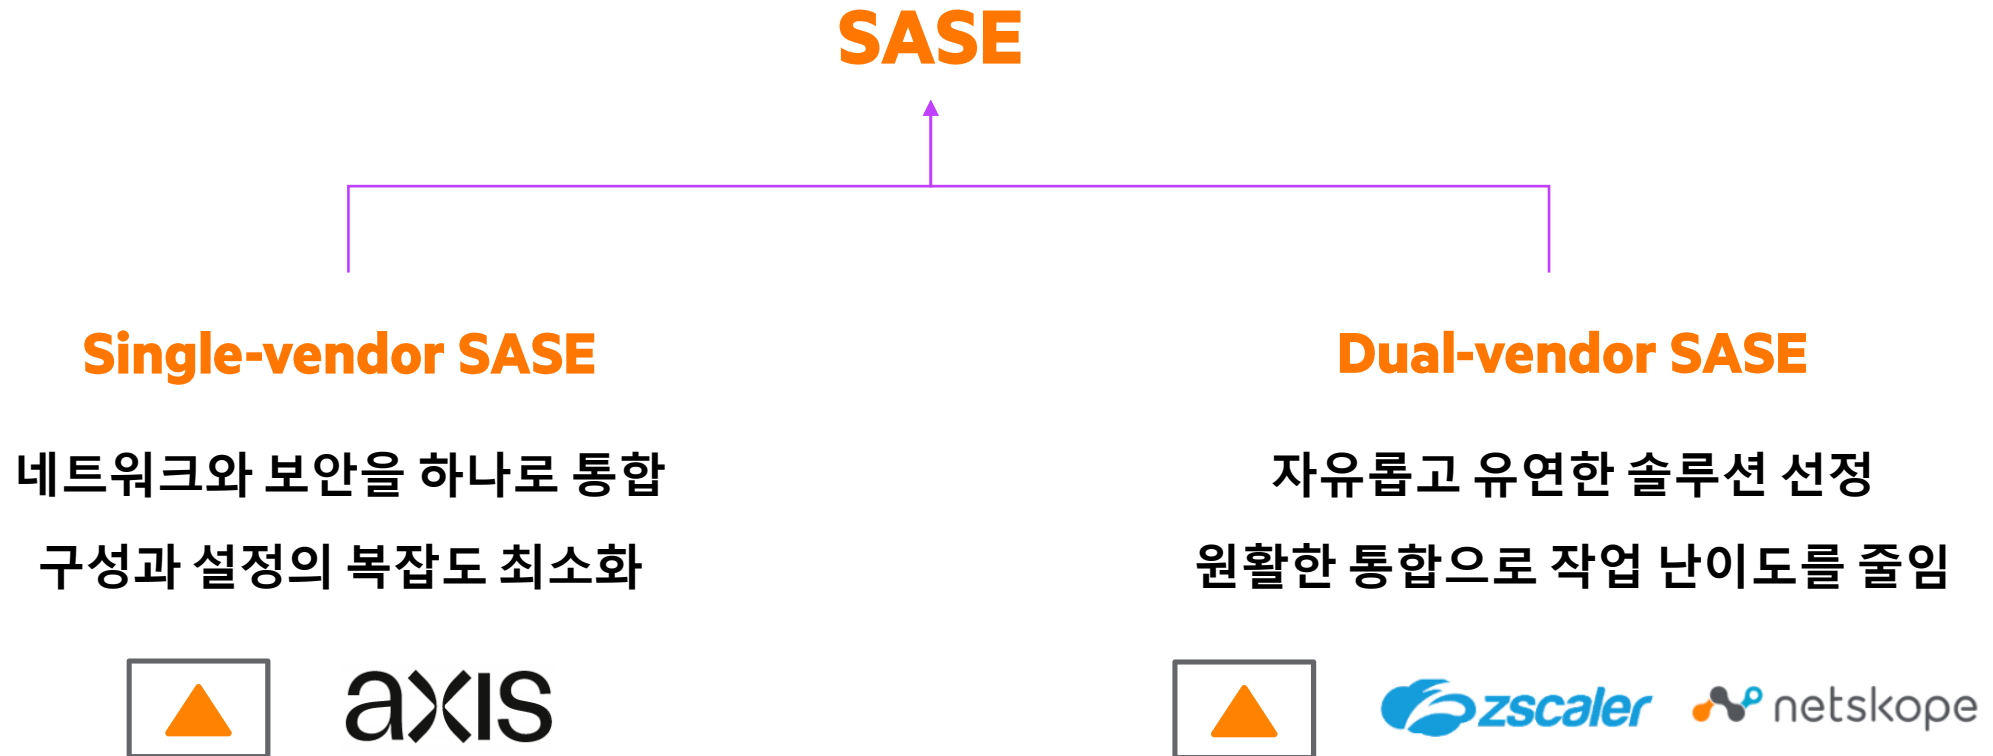 SASE
Single-vendor SASE
네트워크와 보안을 하나로 통합
구성과 설정의 복잡도 최소화
axis
Dual-vendor SASE
자유롭고 유연한 솔루션 선정
원활한 통합으로 작업 난이도를 줄임
zscaler
netskope